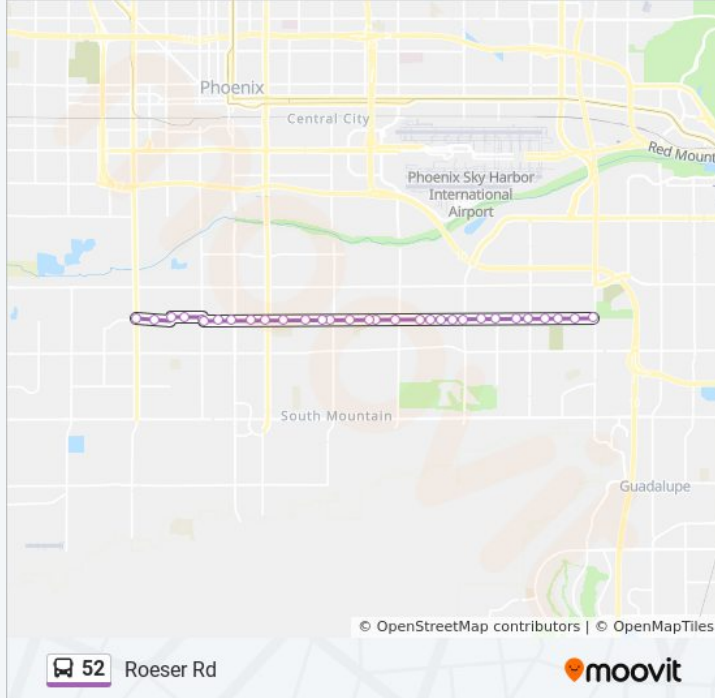 Phoenix
Central City
Red Mount
Phoenix Sky Harbor
International
Airport
South Mountain
Guadalupe
© OpenStreetMap contributors | © OpenMapTiles
52 Roeser Rd
moovit
moovit